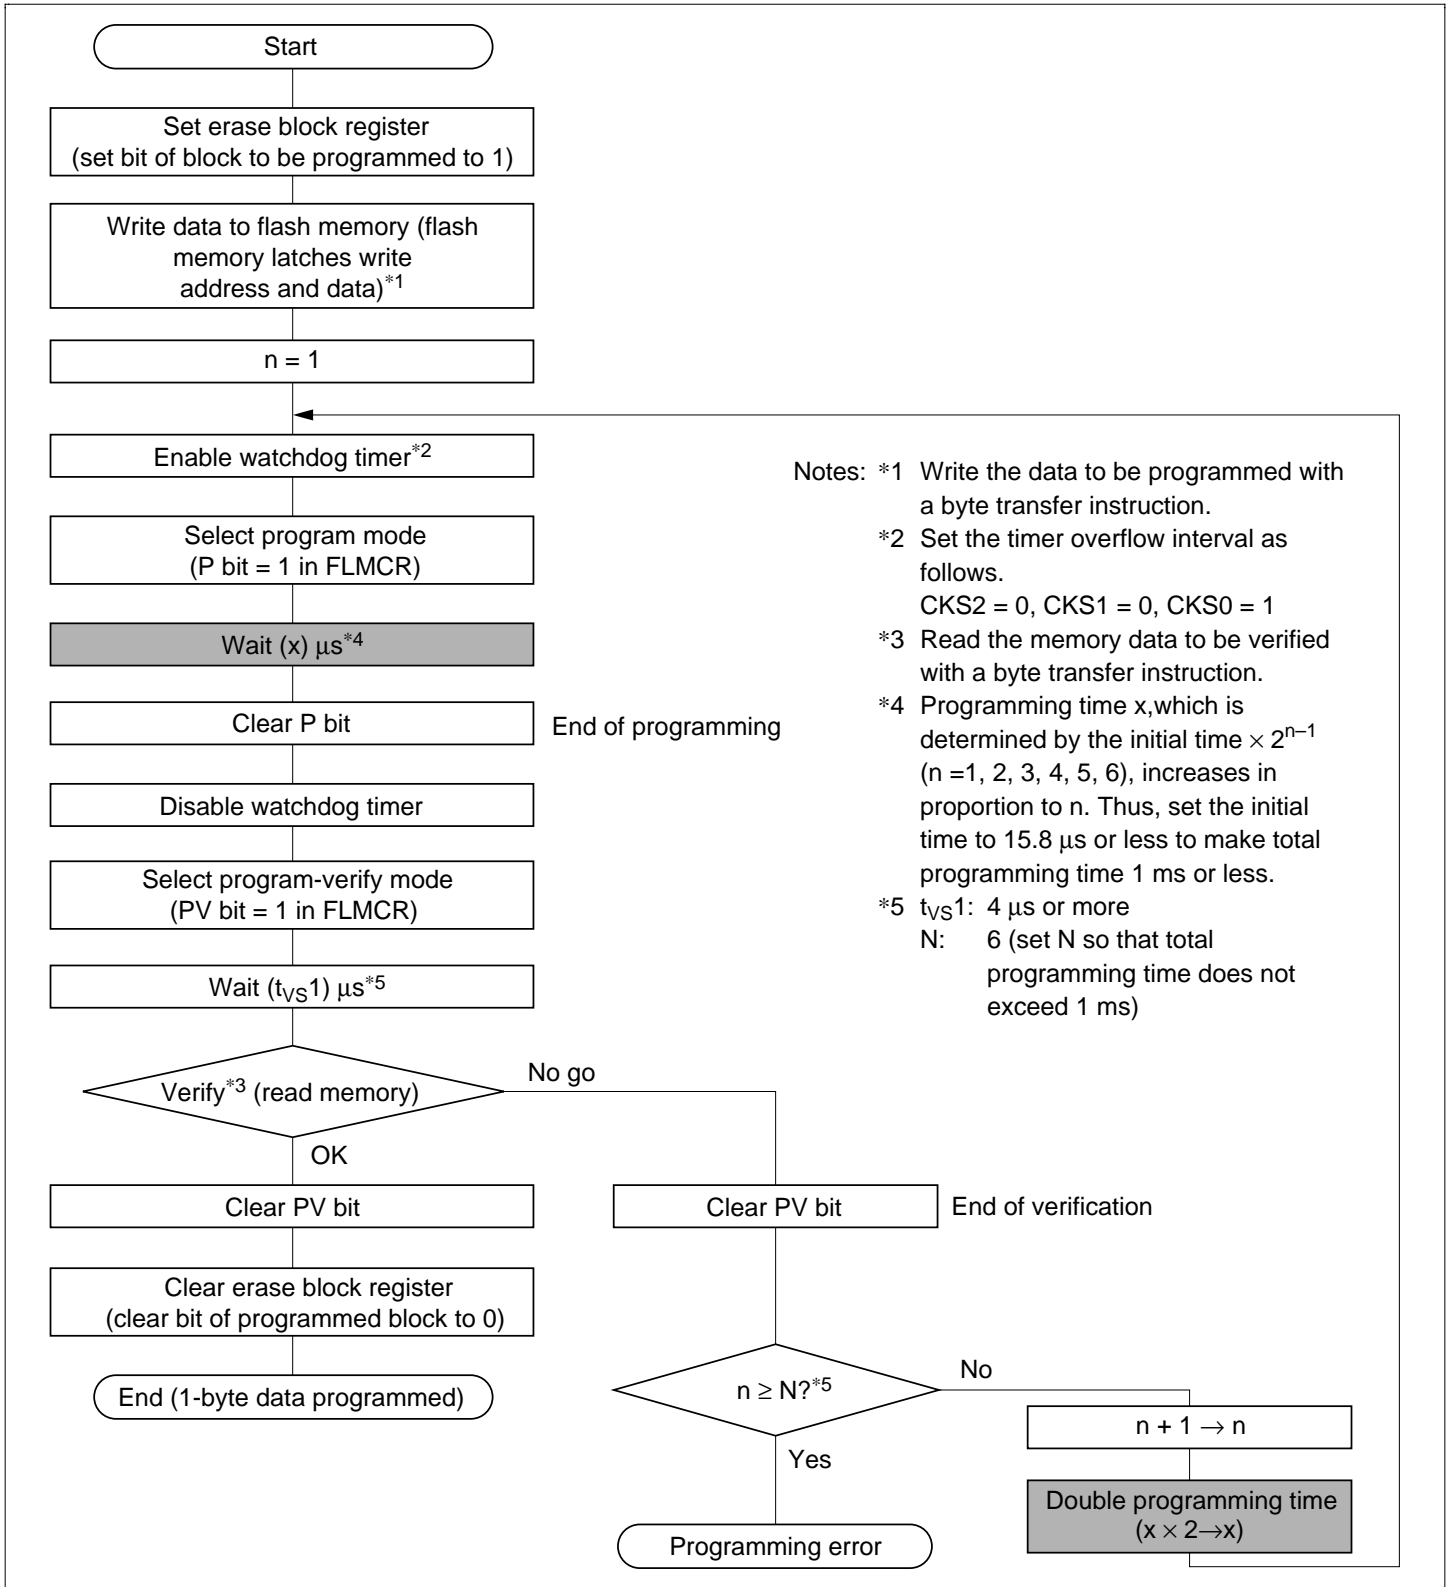 Start
Set erase block register
(set bit of block to be programmed to 1)
Write data to flash memory (flash
memory latches write
address and data)*1
n = 1
Enable watchdog timer*2
Select program mode
(P bit = 1 in FLMCR)
Wait (x) μs*4
Clear P bit
End of programming
Disable watchdog timer
Select program-verify mode
(PV bit = 1 in FLMCR)
Wait (tVS1) μs*5
Verify*3 (read memory)
No go
OK
Clear PV bit
Clear erase block register
(clear bit of programmed block to 0)
End (1-byte data programmed)
Clear PV bit
End of verification
n ≥ N?*5
No
Yes
n + 1 → n
Double programming time
(x × 2→x)
Programming error
Notes: *1 Write the data to be programmed with
a byte transfer instruction.
*2 Set the timer overflow interval as
follows.
CKS2 = 0, CKS1 = 0, CKS0 = 1
*3 Read the memory data to be verified
with a byte transfer instruction.
*4 Programming time x,which is
determined by the initial time × 2n–1
(n =1, 2, 3, 4, 5, 6), increases in
proportion to n. Thus, set the initial
time to 15.8 μs or less to make total
programming time 1 ms or less.
*5 tVS1: 4 μs or more
N: 6 (set N so that total
programming time does not
exceed 1 ms)